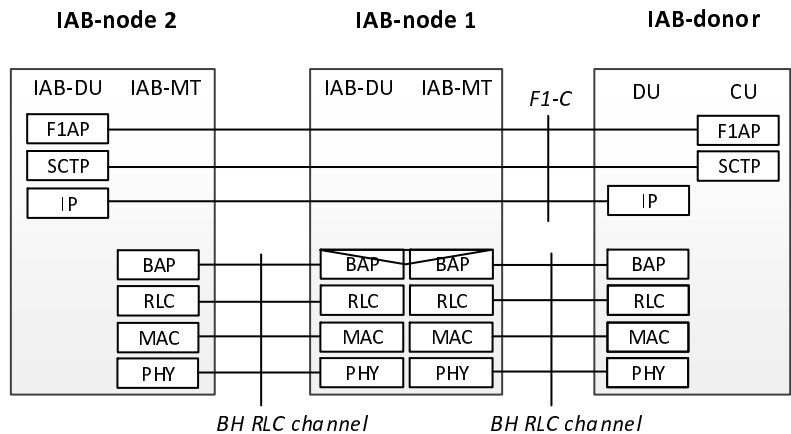 IAB-node 2 IAB-node 1 IAB-donor
IAB-DU IAB-MT IAB-DU IAB-MT F1-C DU CU
F1AP F1AP
SCTP SCTP
IP IP
BAP BAP BAP BAP
RLC RLC RLC RLC
MAC MAC MAC MAC
PHY PHY PHY PHY
BH RLC channel BH RLC channel